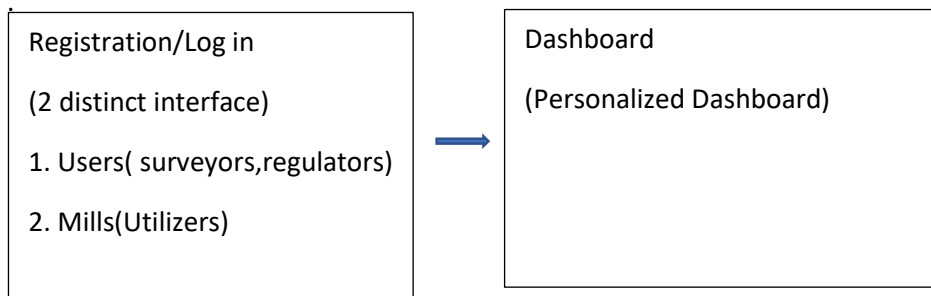 .
Registration/Log in
(2 distinct interface)
1. Users( surveyors,regulators)
2. Mills(Utilizers)
Dashboard
(Personalized Dashboard)